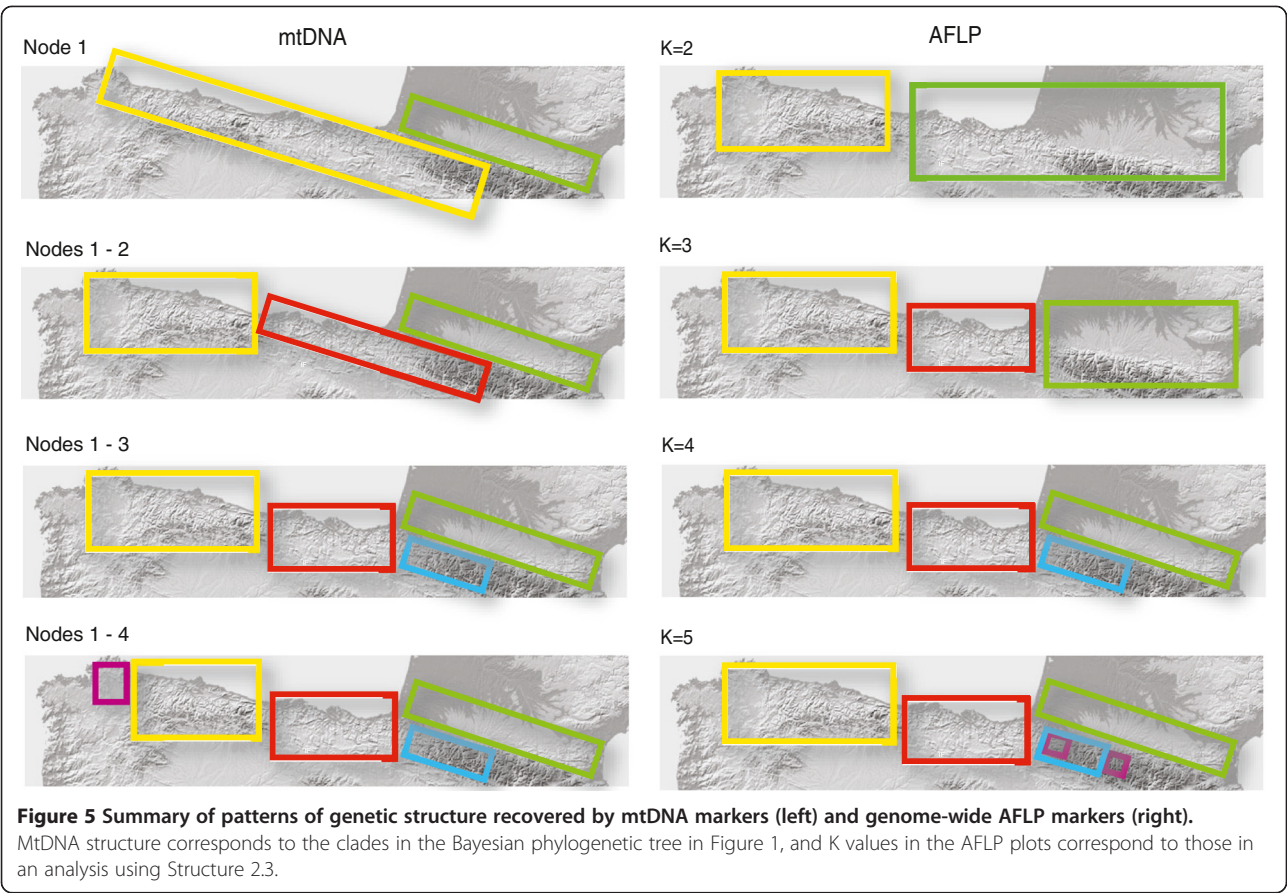 mtDNA
AFLP
Node 1
K=2
Nodes 1 - 2
K=3
Nodes 1 - 3
K=4
Nodes 1 - 4
K=5
Figure 5 Summary of patterns of genetic structure recovered by mtDNA markers (left) and genome-wide AFLP markers (right).
MtDNA structure corresponds to the clades in the Bayesian phylogenetic tree in Figure 1, and K values in the AFLP plots correspond to those in
an analysis using Structure 2.3.